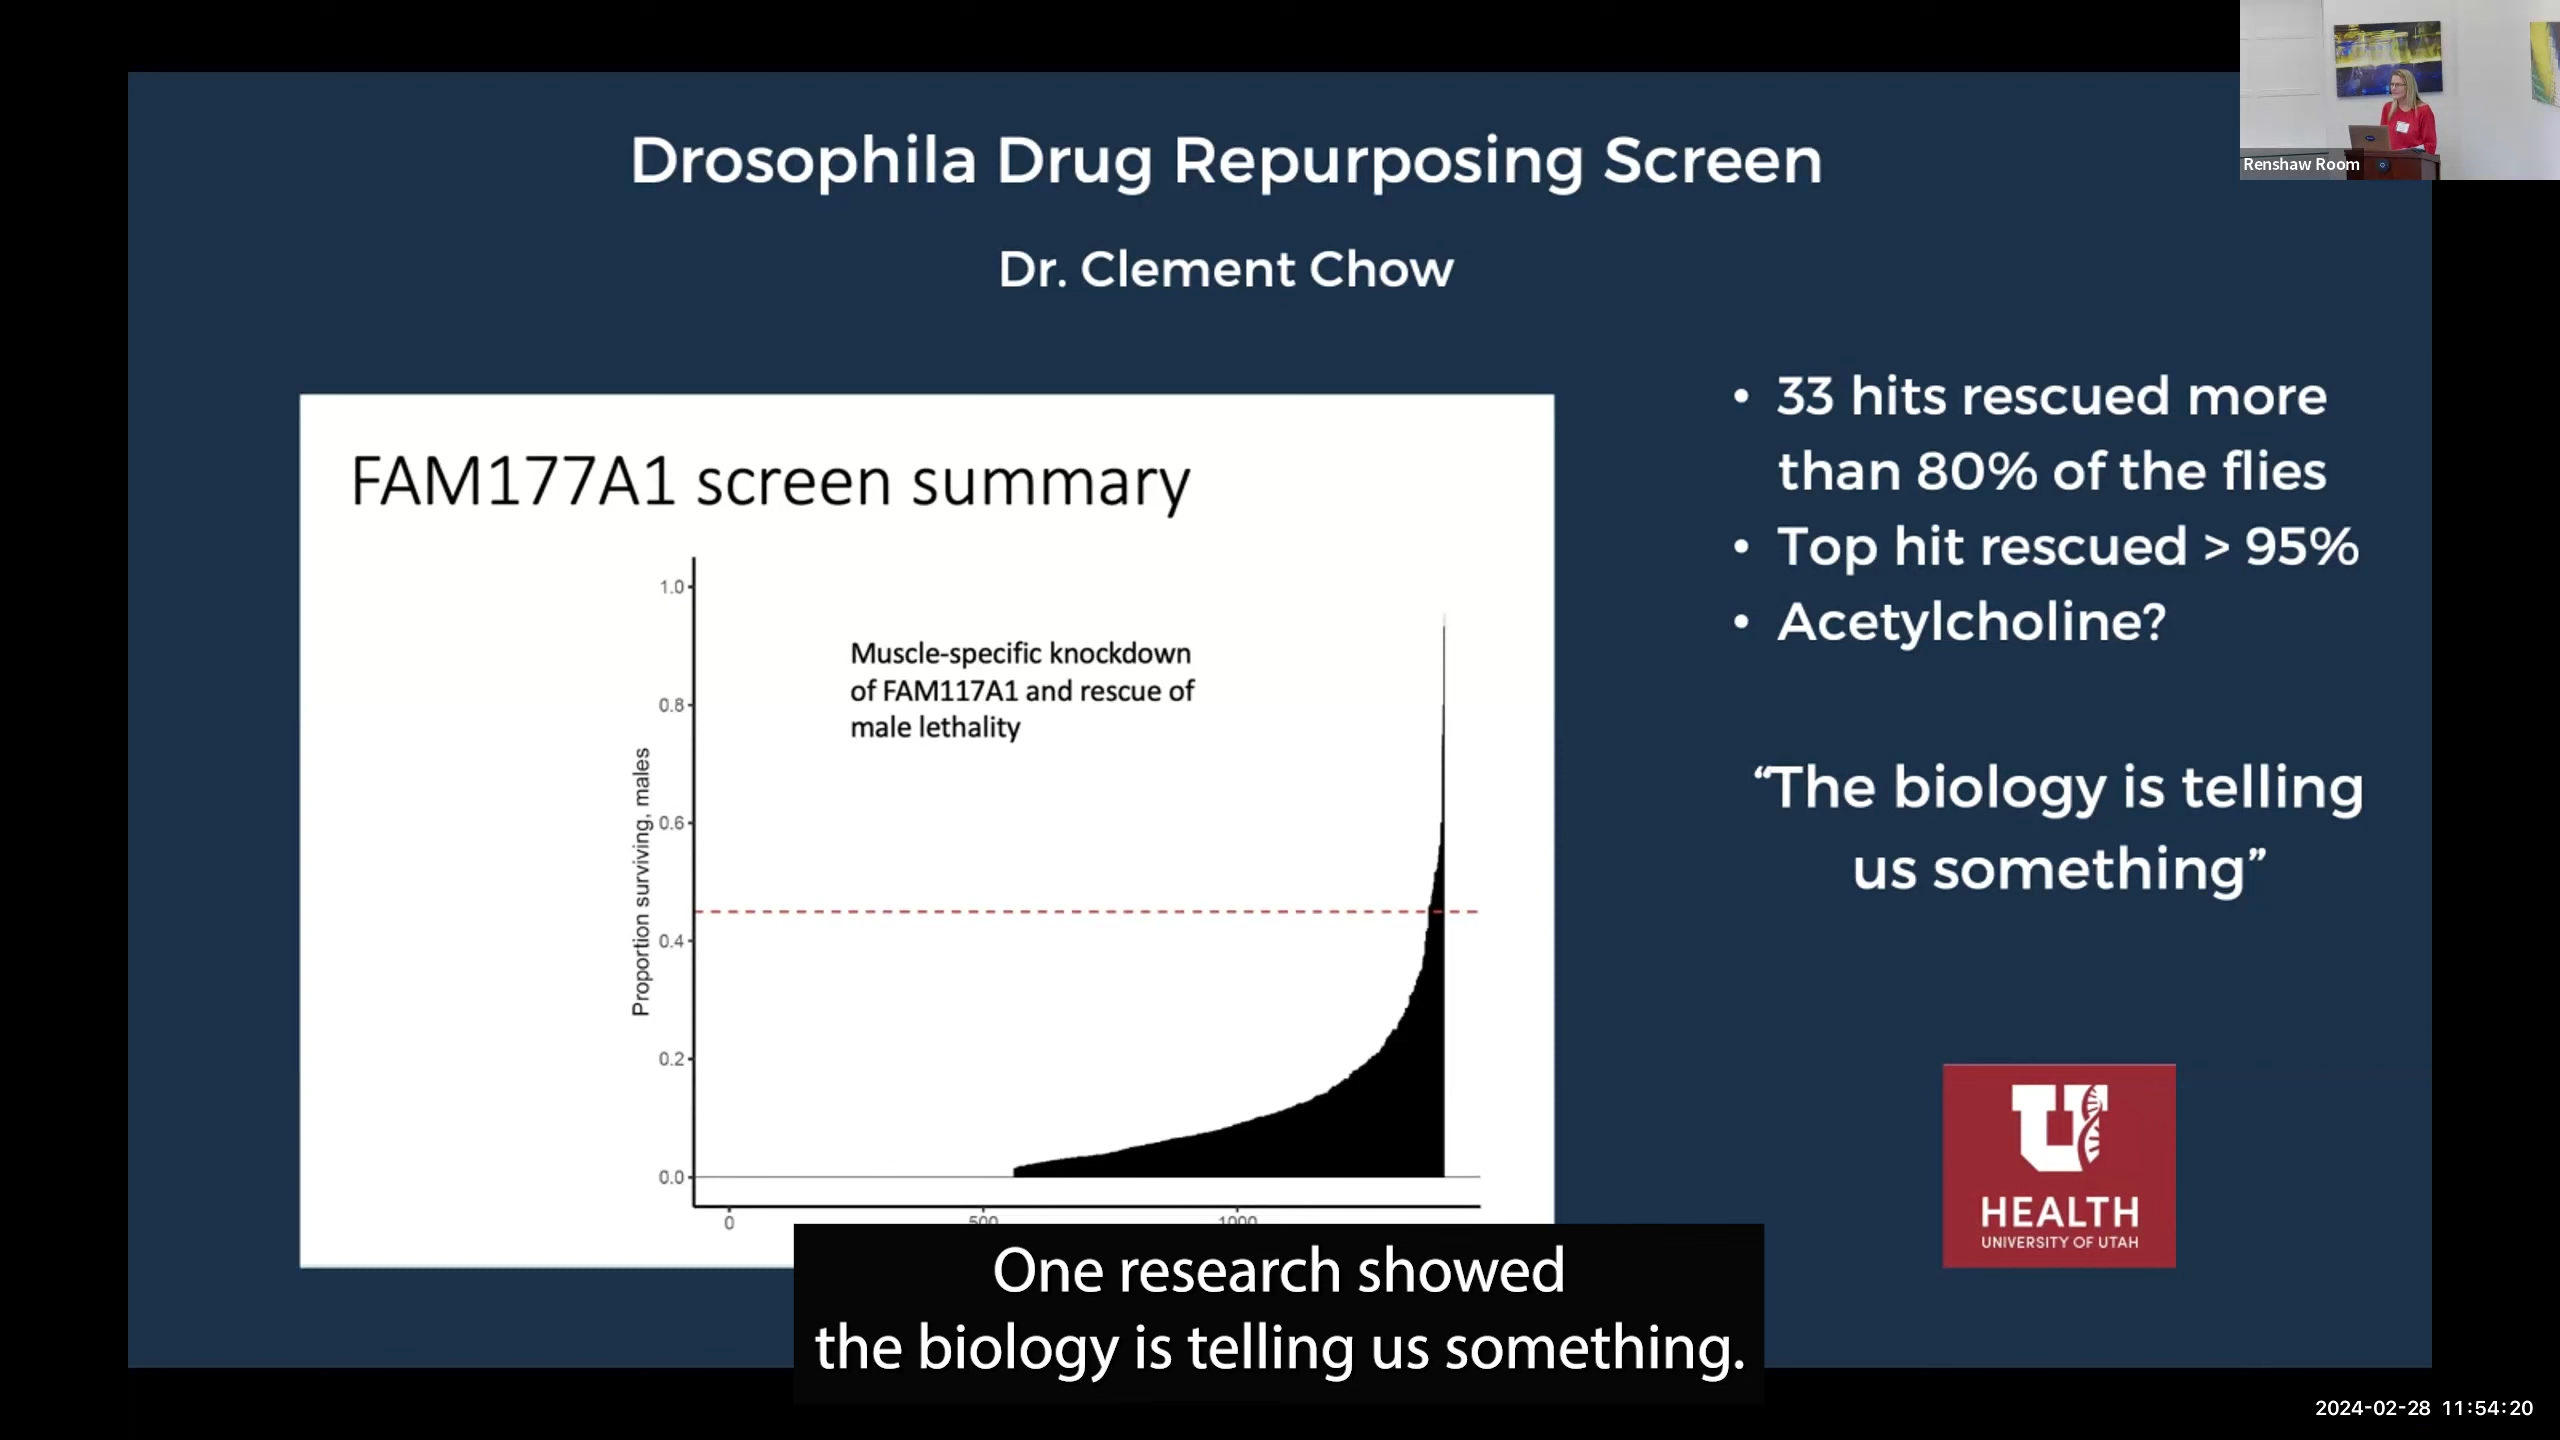 Renshaw Room
Drosophila Drug Repurposing Screen
Dr. Clement Chow
FAM177A1 screen summary
Muscle-specific knockdown
of FAM117A1 and rescue of
male lethality
Proportion surviving, males
1.0
0.8
0.6
0.4
0.2
0.0
0
500
1000
• 33 hits rescued more
than 80% of the flies
• Top hit rescued > 95%
• Acetylcholine?
“The biology is telling
us something”
U
HEALTH
UNIVERSITY OF UTAH
One research showed
the biology is telling us something.
2024-02-28 11:54:20